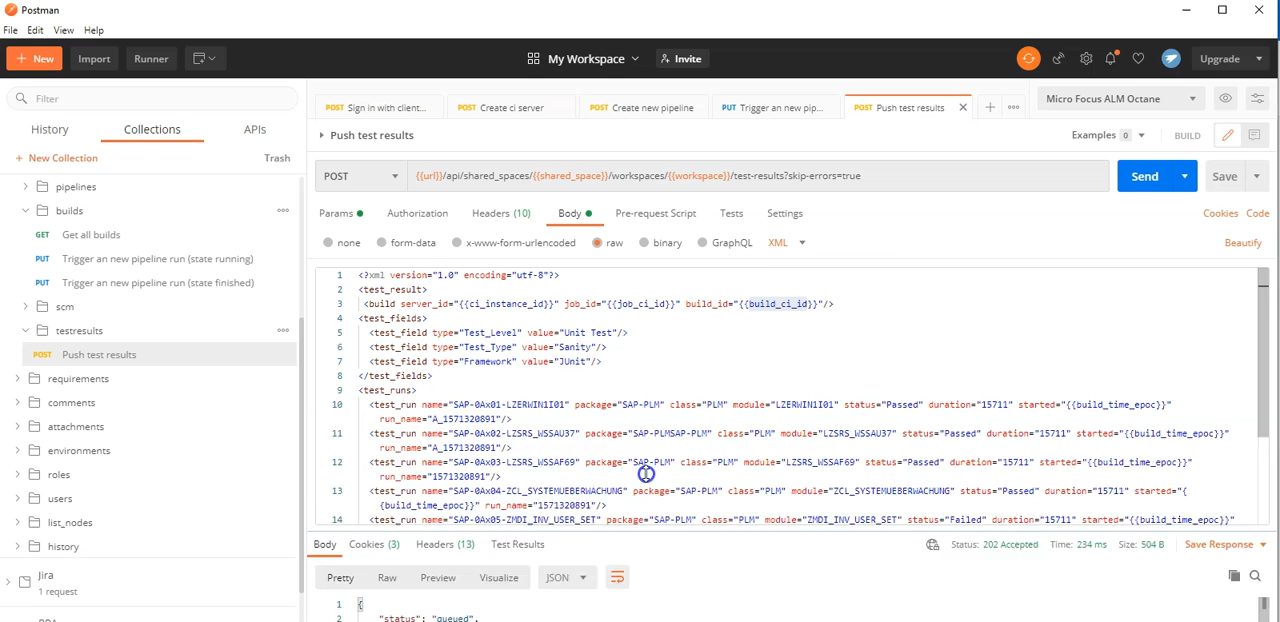 Postman
File Edit View Help
+ New Import Runner My Workspace Invite Upgrade
Filter
History Collections APIs
+ New Collection Trash
pipelines
builds
GET Get all builds
PUT Trigger an new pipeline run (state running)
PUT Trigger an new pipeline run (state finished)
scm
testresults
POST Push test results
requirements
comments
attachments
environments
roles
users
list_nodes
history
Jira
1 request
POST Sign in with client... POST Create ci server POST Create new pipeline PUT Trigger an new pip... POST Push test results Micro Focus ALM Octane
Push test results Examples 0 BUILD
POST {{url}}/api/shared_spaces/{{shared_space}}/workspaces/{{workspace}}/test-results?skip-errors=true Send Save
Params Authorization Headers (10) Body Pre-request Script Tests Settings Cookies Code
none form-data x-www-form-urlencoded raw binary GraphQL XML Beautify
1 <?xml version="1.0" encoding="utf-8"?>
2 <test_result>
3 <build server_id="{{ci_instance_id}}" job_id="{{job_ci_id}}" build_id="{{build_ci_id}}"/>
4 <test_fields>
5 <test_field type="Test_Level" value="Unit Test"/>
6 <test_field type="Test_Type" value="Sanity"/>
7 <test_field type="Framework" value="JUnit"/>
8 </test_fields>
9 <test_runs>
10 <test_run name="SAP-0Ax01-LZERWIN1I01" package="SAP-PLM" class="PLM" module="LZERWIN1I01" status="Passed" duration="15711" started="{{build_time_epoc}}"
run_name="A_1571320891"/>
11 <test_run name="SAP-0Ax02-LZSRS_WSSAU37" package="SAP-PLMSAP-PLM" class="PLM" module="LZSRS_WSSAU37" status="Passed" duration="15711" started="{{build_time_epoc}}"
run_name="A_1571320891"/>
12 <test_run name="SAP-0Ax03-LZSRS_WSSAF69" package="SAP-PLM" class="PLM" module="LZSRS_WSSAF69" status="Passed" duration="15711" started="{{build_time_epoc}}"
run_name="1571320891"/>
13 <test_run name="SAP-0Ax04-ZCL_SYSTEMUEBERWACHUNG" package="SAP-PLM" class="PLM" module="ZCL_SYSTEMUEBERWACHUNG" status="Passed" duration="15711" started="{
{build_time_epoc}}" run_name="1571320891"/>
14 <test_run name="SAP-0Ax05-ZMDI_INV_USER_SET" package="SAP-PLM" class="PLM" module="ZMDI_INV_USER_SET" status="Failed" duration="15711" started="{{build_time_epoc}}"
Body Cookies (3) Headers (13) Test Results Status: 202 Accepted Time: 234 ms Size: 504 B Save Response
Pretty Raw Preview Visualize JSON
1 {
2 "status": "queued",